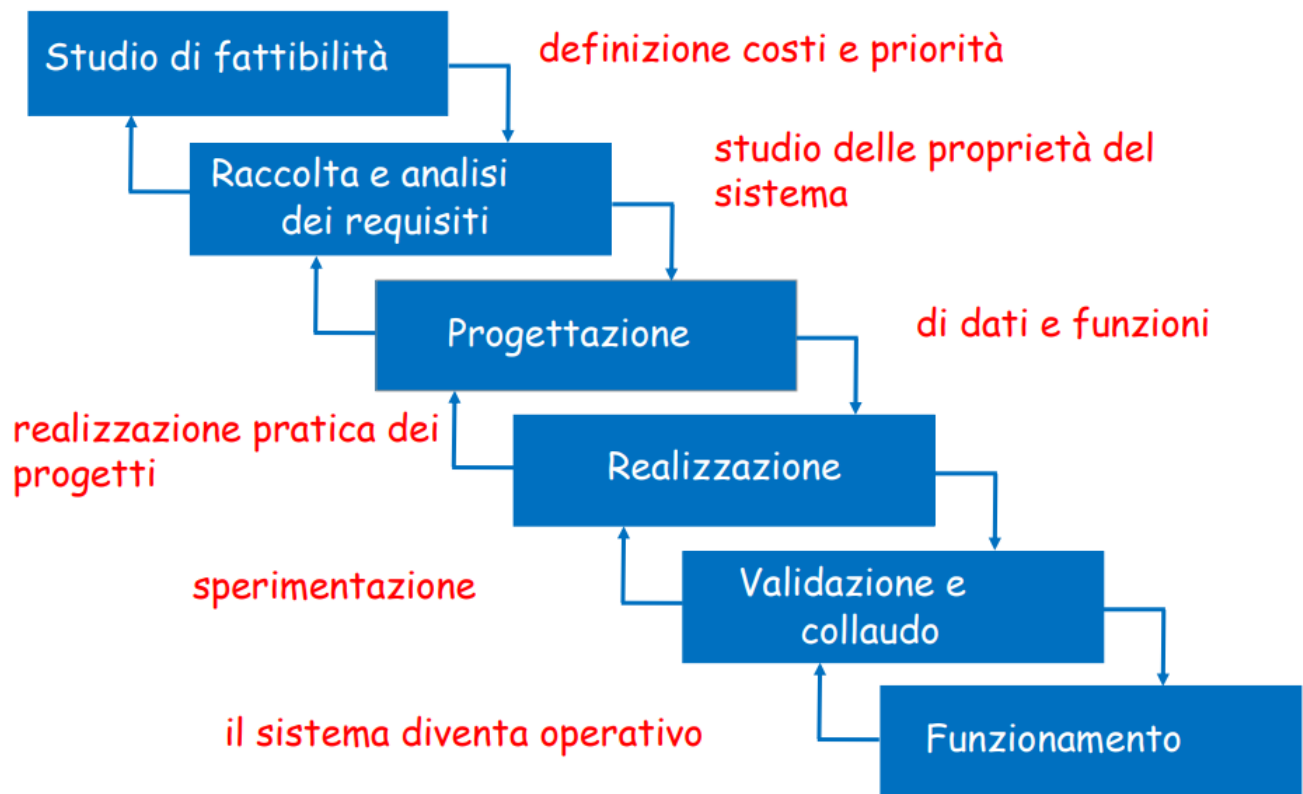 Studio di fattibilità
definizione costi e priorità
Raccolta e analisi
dei requisiti
studio delle proprietà del
sistema
Progettazione
di dati e funzioni
realizzazione pratica dei
progetti
Realizzazione
sperimentazione
Validazione e
collaudo
il sistema diventa operativo
Funzionamento